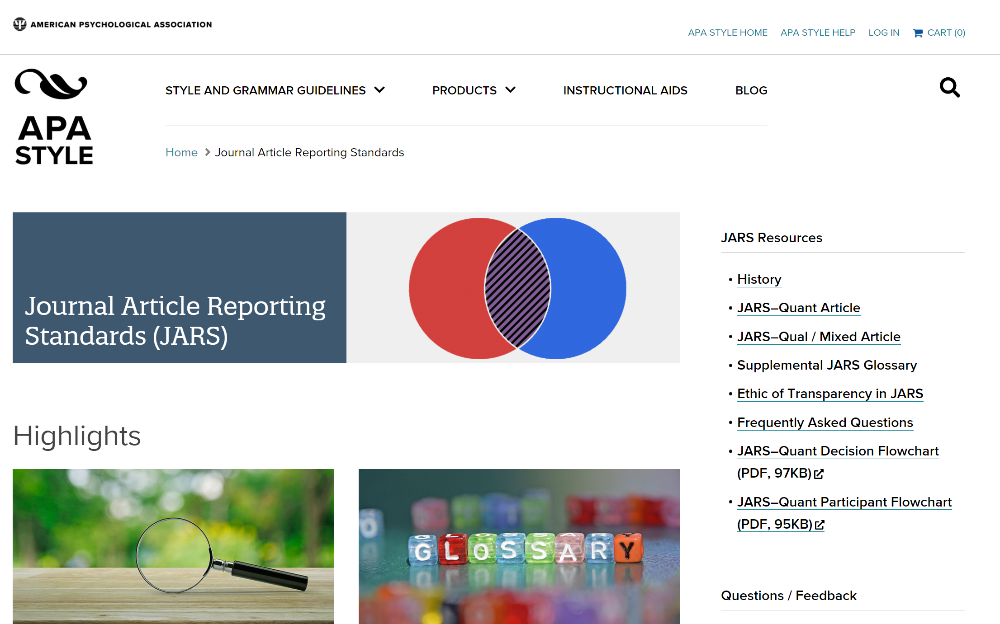 AMERICAN PSYCHOLOGICAL ASSOCIATION
APA STYLE HOME
APA STYLE HELP
LOG IN
CART (0)
APA
STYLE
STYLE AND GRAMMAR GUIDELINES
PRODUCTS
INSTRUCTIONAL AIDS
BLOG
Home
Journal Article Reporting Standards
Journal Article Reporting
Standards (JARS)
Highlights
GLOSSARY
JARS Resources
History
JARS–Quant Article
JARS–Qual / Mixed Article
Supplemental JARS Glossary
Ethic of Transparency in JARS
Frequently Asked Questions
JARS–Quant Decision Flowchart
(PDF, 97KB)
JARS–Quant Participant Flowchart
(PDF, 95KB)
Questions / Feedback